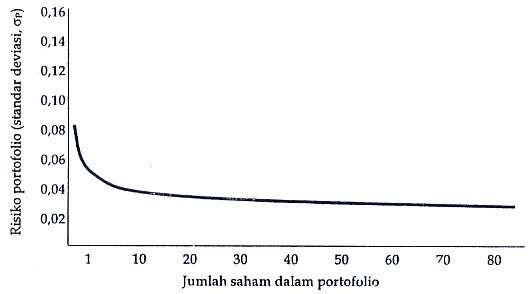 Risiko portofolio (standar deviasi, σp)
0,16
0,14
0,12
0,10
0,08
0,06
0,04
0,02
1 10 20 30 40 50 60 70 80
Jumlah saham dalam portofolio